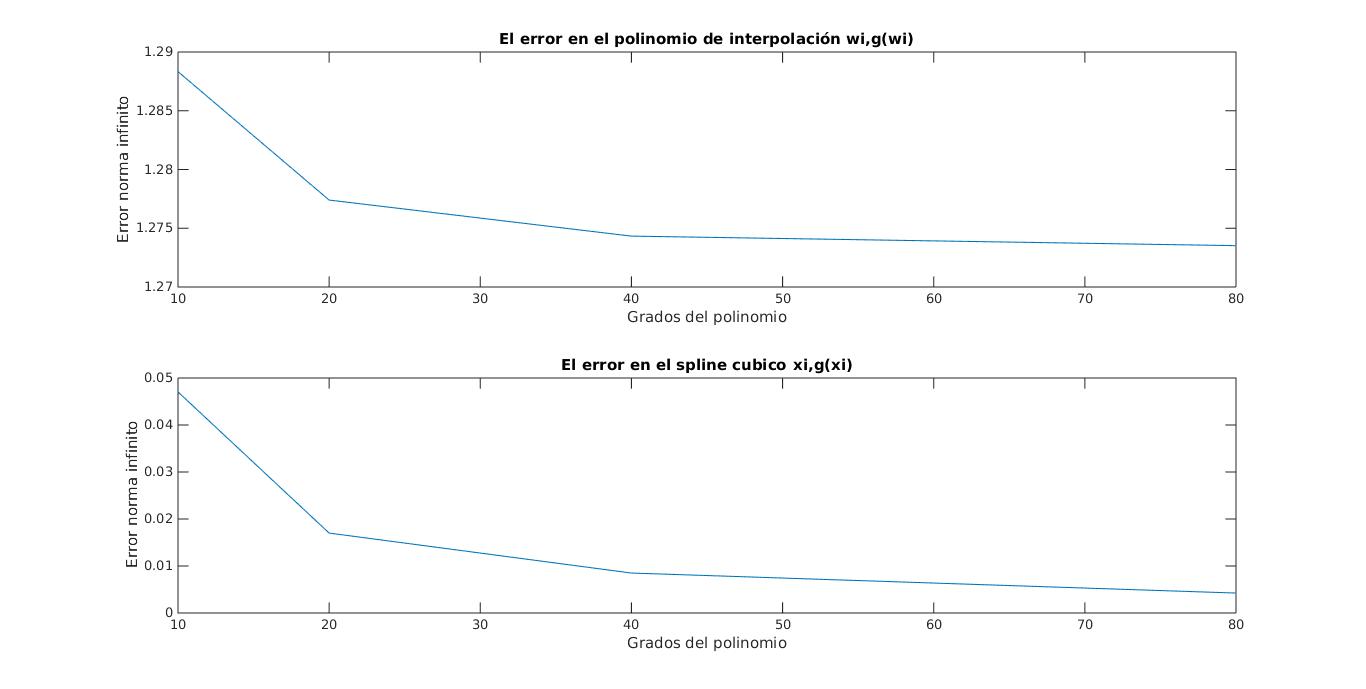 El error en el polinomio de interpolación wi,g(wi)
1.29
1.285
1.28
1.275
1.27
Error norma infinito
10 20 30 40 50 60 70 80
Grados del polinomio
El error en el spline cubico xi,g(xi)
0.05
0.04
0.03
0.02
0.01
0
Error norma infinito
10 20 30 40 50 60 70 80
Grados del polinomio